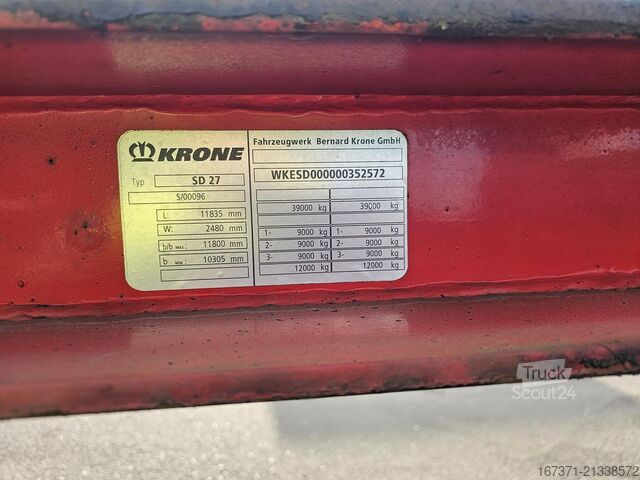 KRONE
Fahrzeugwerk Bernard Krone GmbH
Typ SD 27
WKESD000000352572
S/00096
L: 11835 mm
W: 2480 mm
b/b MAX : 11800 mm
b MIN : 10305 mm
39000 kg 39000 kg
1- 9000 kg 1- 9000 kg
2- 9000 kg 2- 9000 kg
3- 9000 kg 3- 9000 kg
12000 kg 12000 kg
Truck
Scout24
167371-21338572